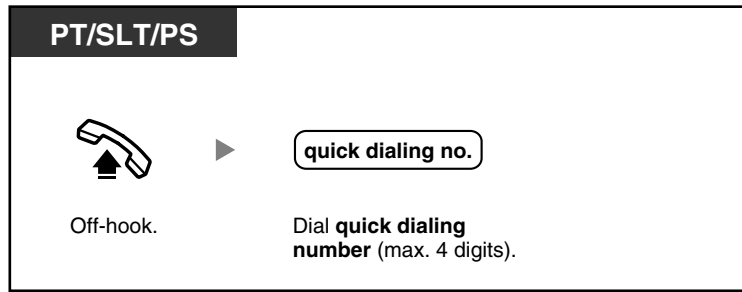 PT/SLT/PS
quick dialing no.
Off-hook.
Dial quick dialing
number (max. 4 digits).